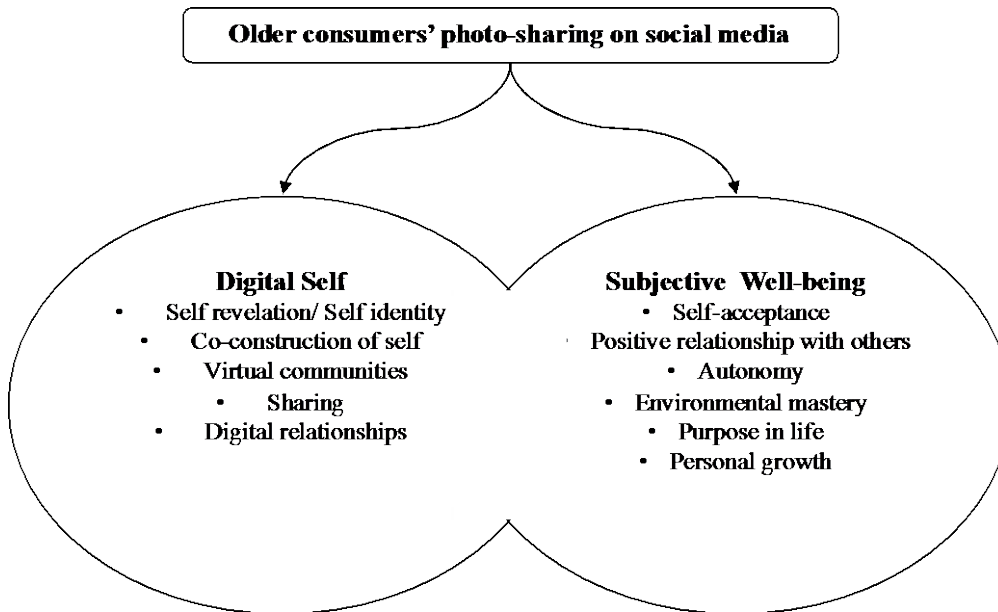 Older consumers' photo-sharing on social media
Digital Self
• Self revelation/ Self identity
• Co-construction of self
• Virtual communities
• Sharing
• Digital relationships
Subjective Well-being
• Self-acceptance
• Positive relationship with others
• Autonomy
• Environmental mastery
• Purpose in life
• Personal growth